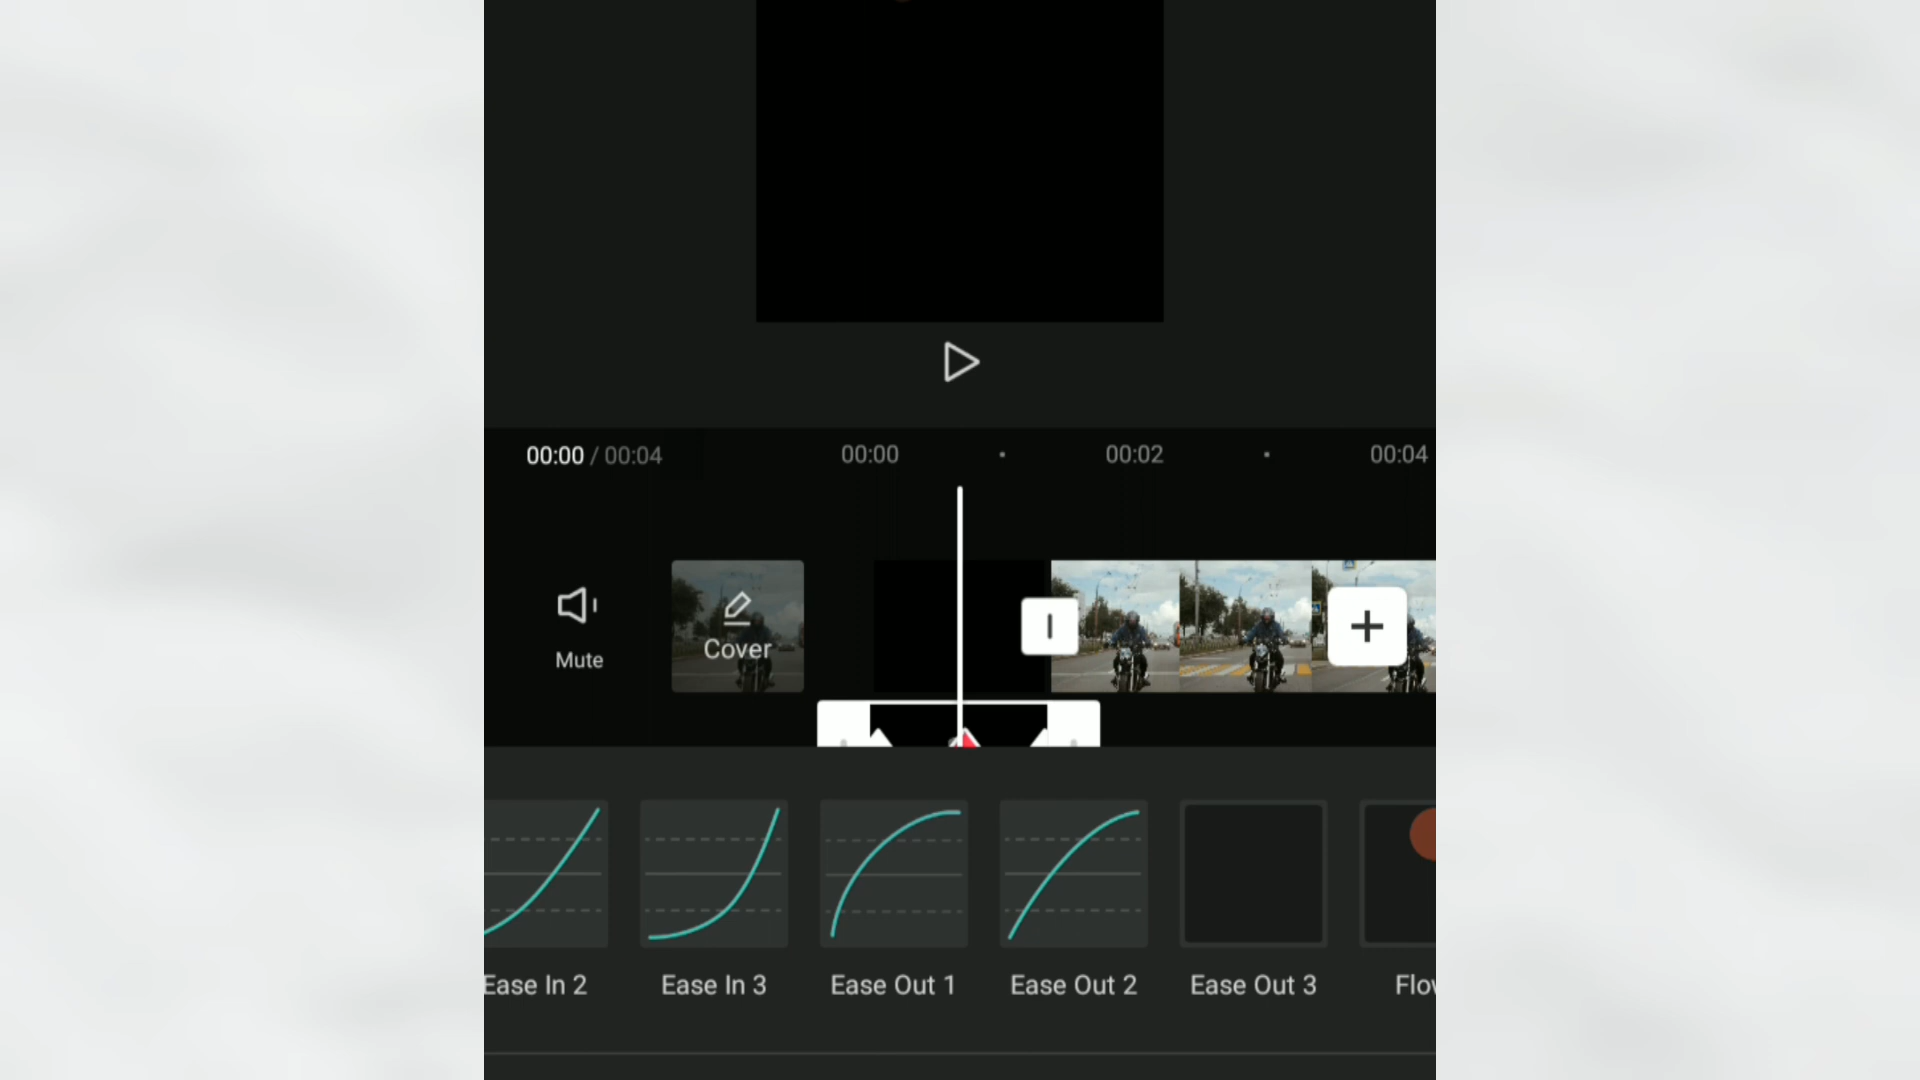 00:00 / 00:04
00:00
00:02
00:04
Mute
Cover
Ease In 2
Ease In 3
Ease Out 1
Ease Out 2
Ease Out 3
Flow